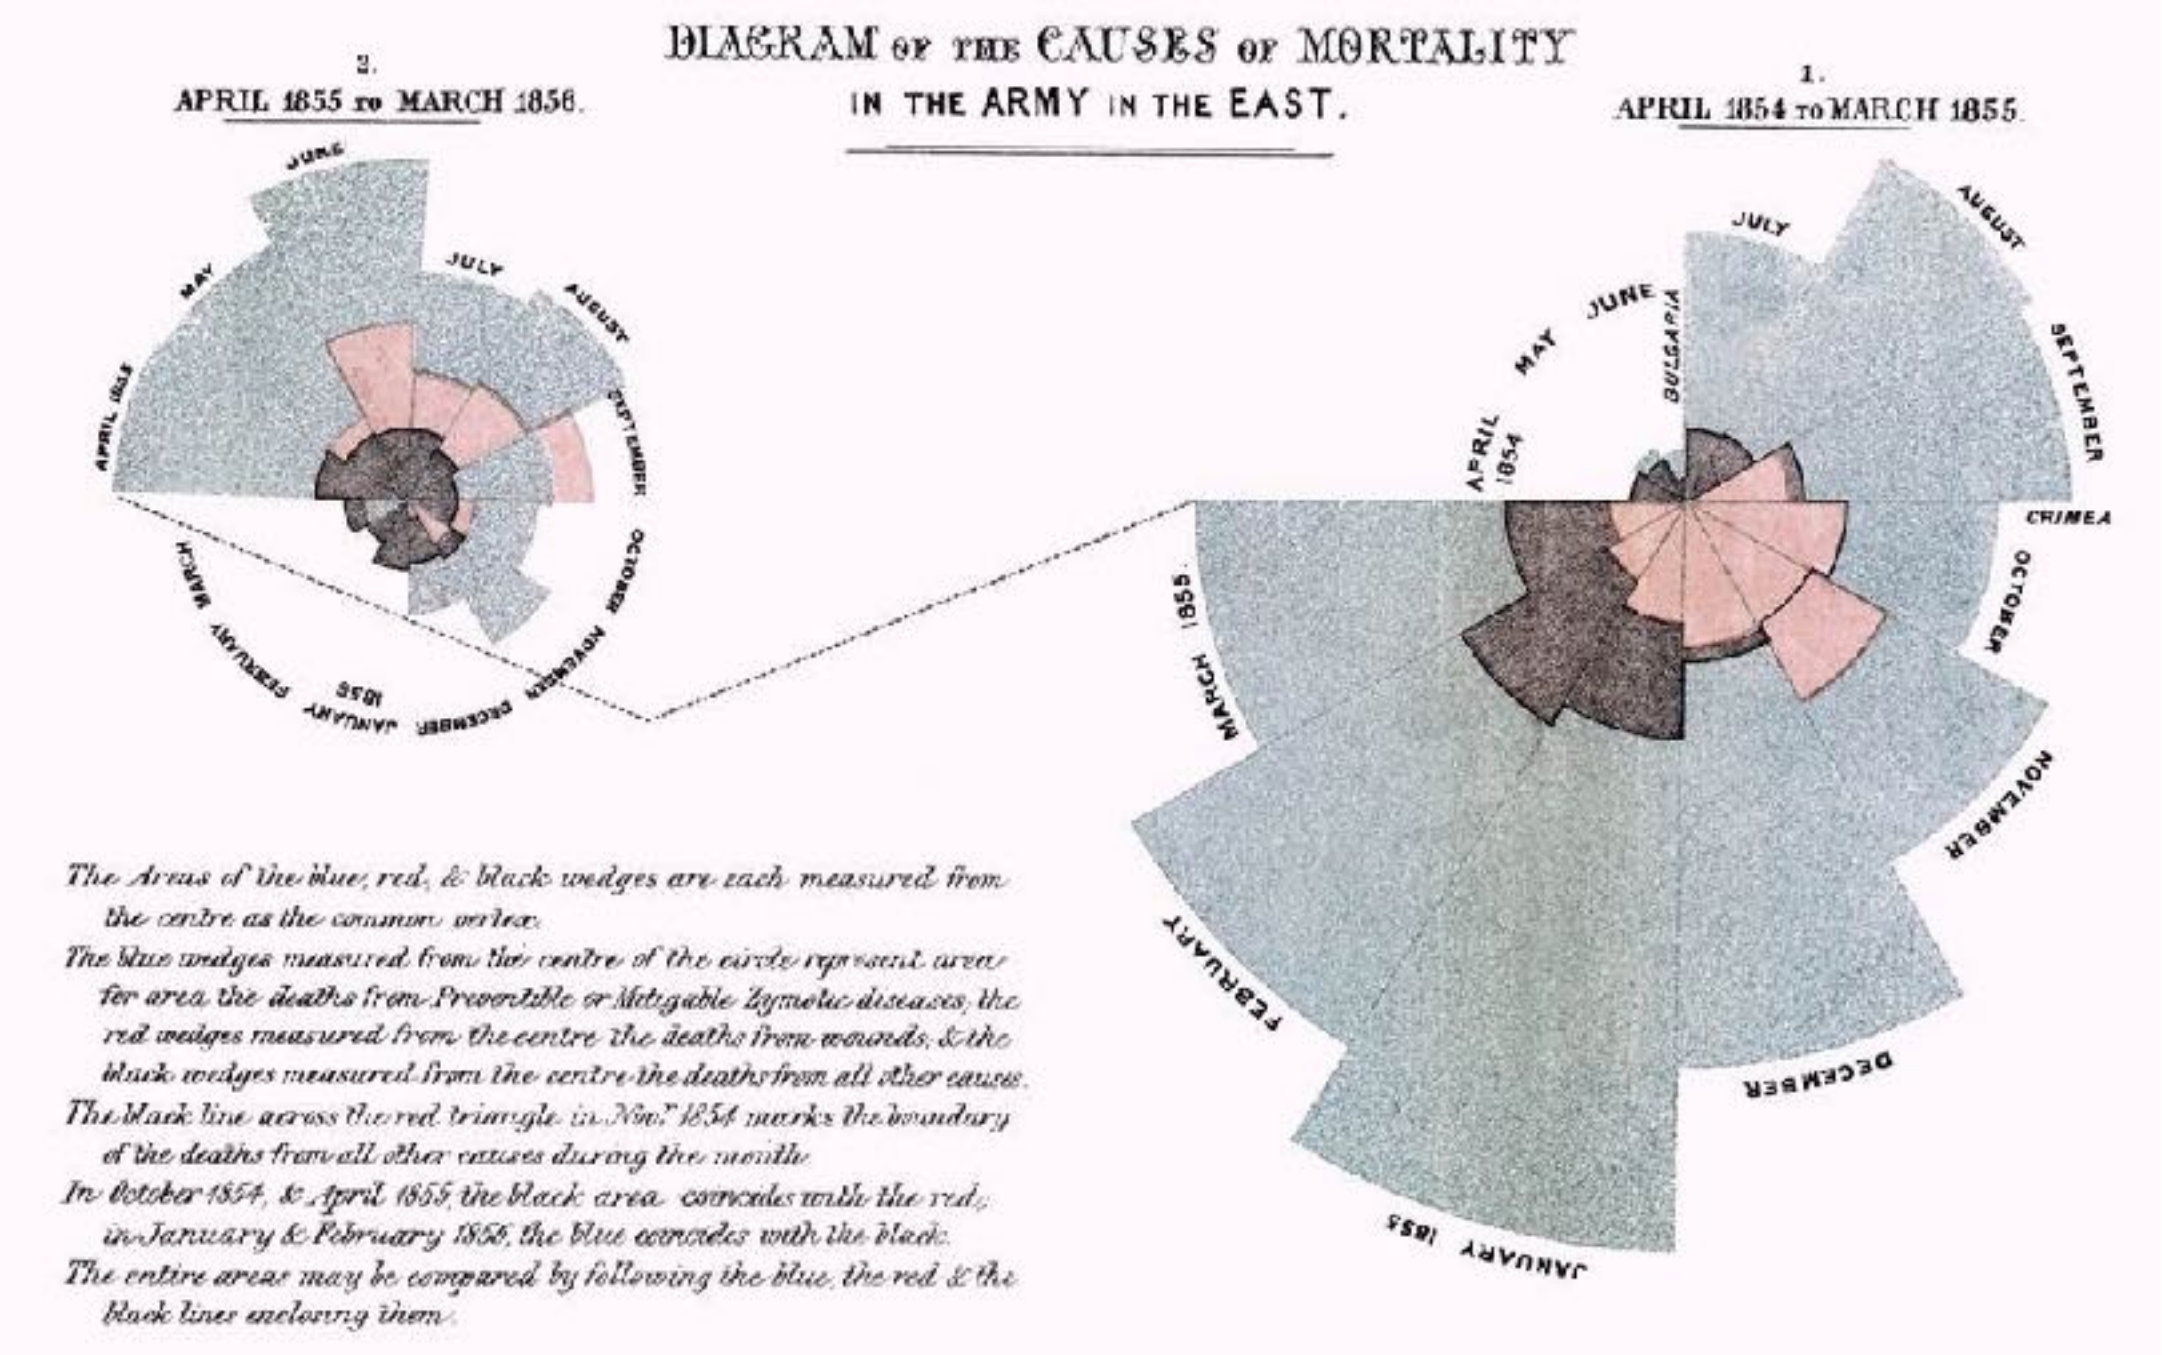 DIAGRAM OF THE CAUSES OF MORTALITY
IN THE ARMY IN THE EAST.
2.
APRIL 1855 TO MARCH 1856.
1.
APRIL 1854 TO MARCH 1855.
APRIL 1855
MAY
JUNE
JULY
AUGUST
SEPTEMBER
OCTOBER
NOVEMBER
DECEMBER
JANUARY
1856
FEBRUARY
MARCH
APRIL
1854
MAY
JUNE
BULGARIA
JULY
AUGUST
SEPTEMBER
CRIMEA
OCTOBER
NOVEMBER
DECEMBER
JANUARY 1855
FEBRUARY
MARCH 1855.
The Areas of the blue, red, & black wedges are each measured from
the centre as the common vertex.
The blue wedges measured from the centre of the circle represent area
for area the deaths from Preventible or Mitigable Zymotic diseases; the
red wedges measured from the centre the deaths from wounds; & the
black wedges measured from the centre the deaths from all other causes.
The black line across the red triangle in Nov.r 1854 marks the boundary
of the deaths from all other causes during the month.
In October 1854, & April 1855, the black area coincides with the red;
in January & February 1856, the blue coincides with the black.
The entire areas may be compared by following the blue, the red & the
black lines enclosing them.